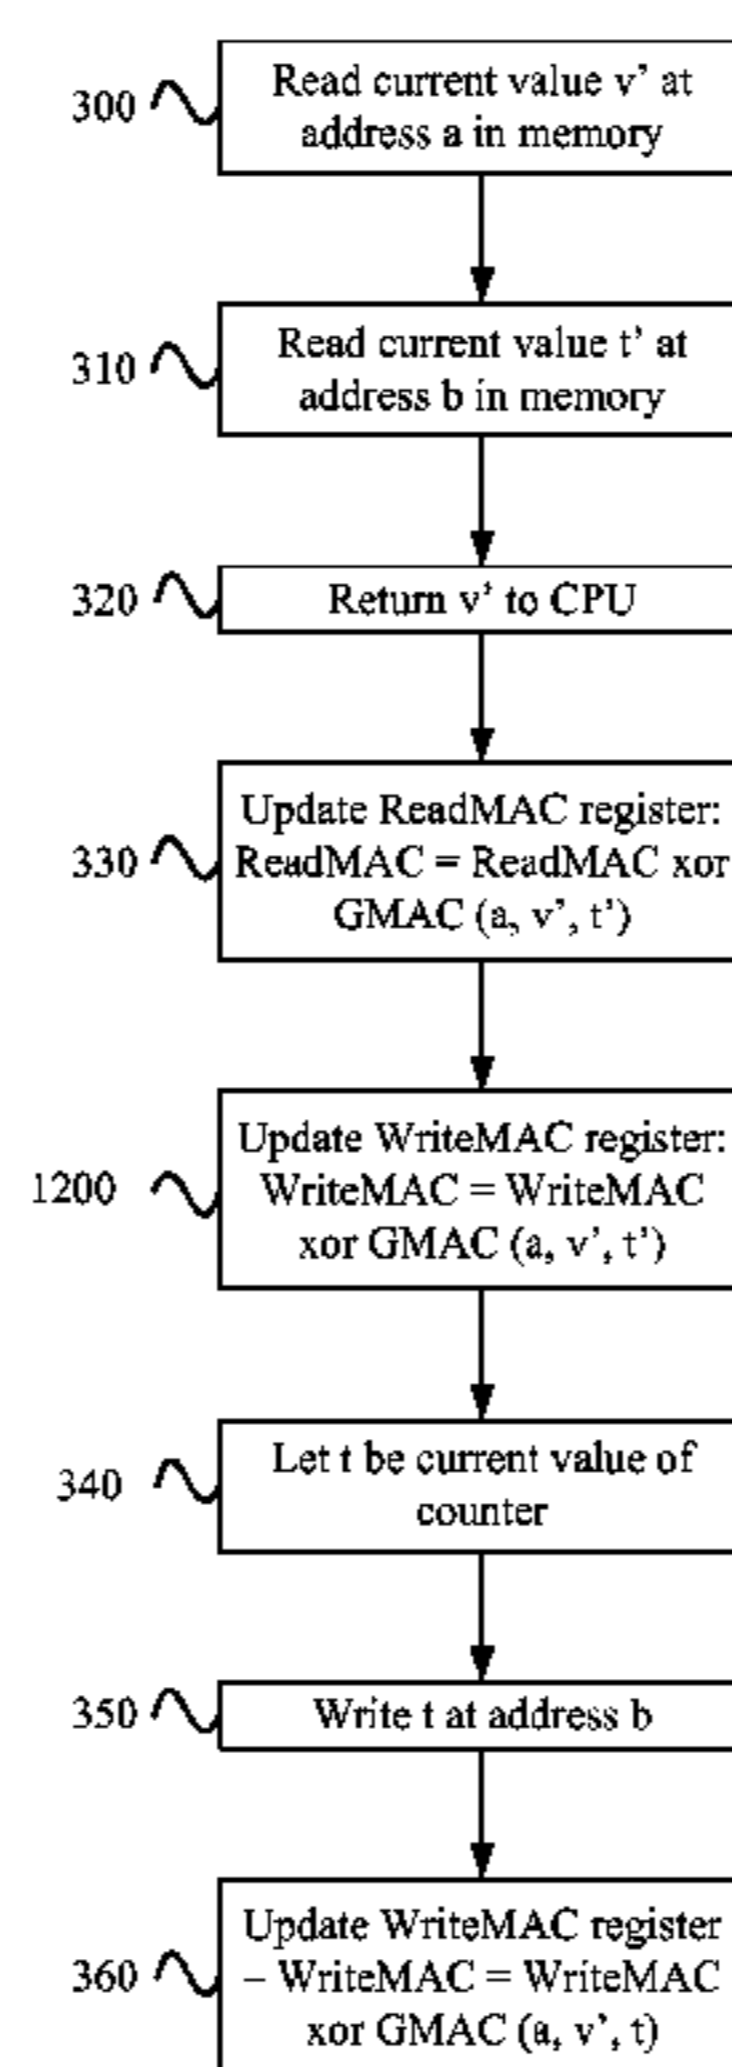 300
Read current value v’ at
address a in memory
310
Read current value t’ at
address b in memory
320
Return v’ to CPU
330
Update ReadMAC register:
ReadMAC = ReadMAC xor
GMAC (a, v’, t’)
1200
Update WriteMAC register:
WriteMAC = WriteMAC
xor GMAC (a, v’, t’)
340
Let t be current value of
counter
350
Write t at address b
360
Update WriteMAC register
– WriteMAC = WriteMAC
xor GMAC (a, v’, t)